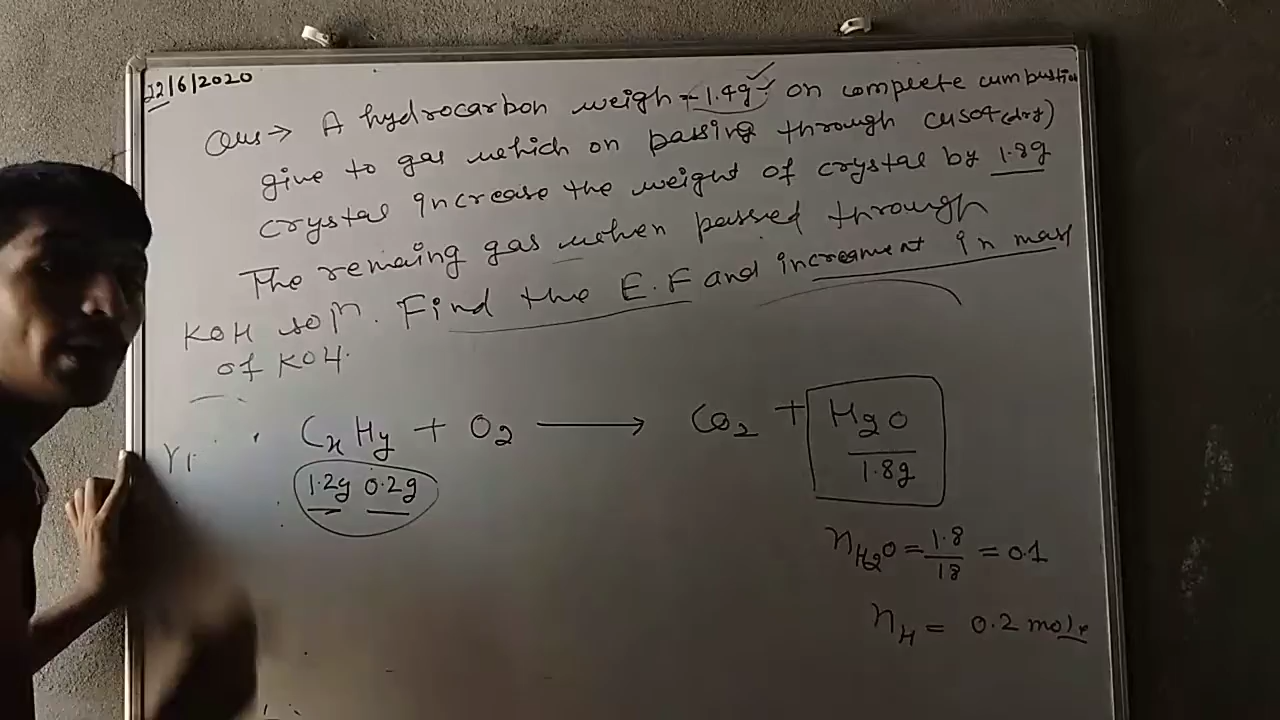 12/6/2020
Ques → A hydrocarbon weigh = 1.4g on complete cumbustion
give to gas which on passing through CuSO4(dry)
crystal increase the weight of crystal by 1.8g
The remaing gas when passed through
KOH solⁿ. Find the E.F and increament in mass
of KOH.
CxHy + O2 ⟶ CO2 + H2O
1.2g 0.2g 1.8g
nH2O = 1.8/18 = 0.1
nH = 0.2 mole